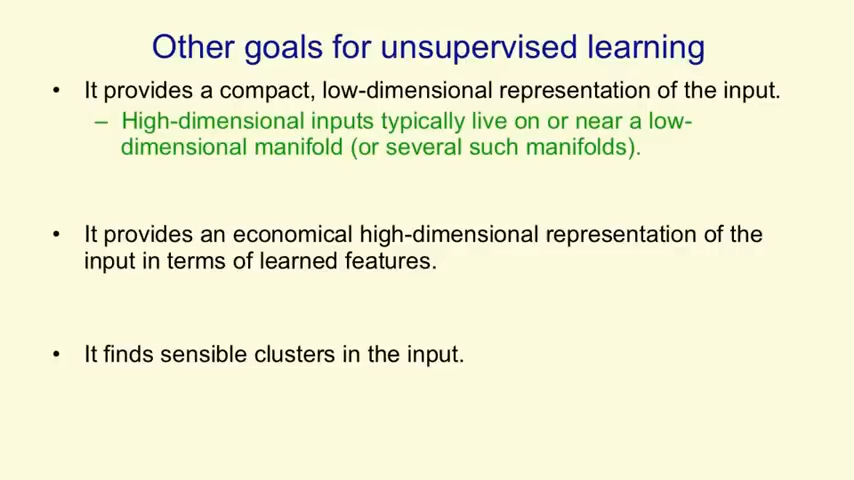 Other goals for unsupervised learning
• It provides a compact, low-dimensional representation of the input.
– High-dimensional inputs typically live on or near a low-
dimensional manifold (or several such manifolds).
• It provides an economical high-dimensional representation of the
input in terms of learned features.
• It finds sensible clusters in the input.